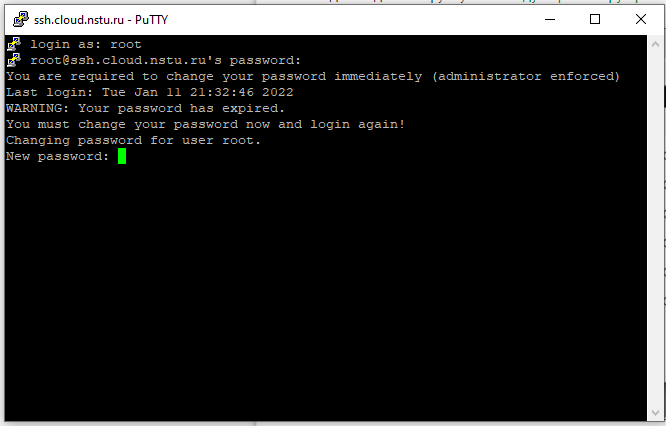 ssh.cloud.nstu.ru - PuTTY
login as: root
root@ssh.cloud.nstu.ru's password:
You are required to change your password immediately (administrator enforced)
Last login: Tue Jan 11 21:32:46 2022
WARNING: Your password has expired.
You must change your password now and login again!
Changing password for user root.
New password: